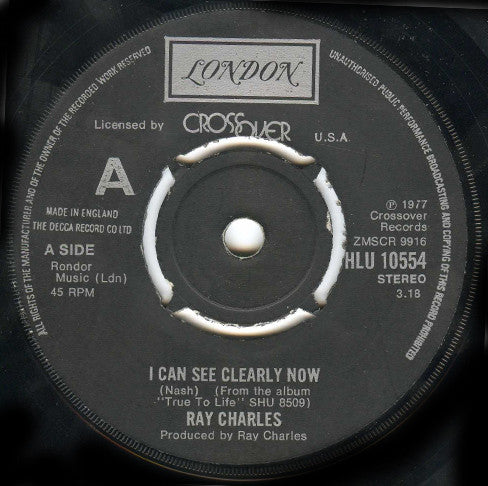 LONDON
Licensed by CROSSOVER U.S.A.
A
MADE IN ENGLAND
THE DECCA RECORD CO LTD
A SIDE
Rondor
Music (Ldn)
45 RPM
℗ 1977
Crossover
Records
ZMSCR 9916
HLU 10554
STEREO
3.18
I CAN SEE CLEARLY NOW
(Nash) (From the album
"True To Life" SHU 8509)
RAY CHARLES
Produced by Ray Charles
ALL RIGHTS OF THE MANUFACTURER AND OF THE OWNER OF THE RECORDED WORK RESERVED
UNAUTHORISED PUBLIC PERFORMANCE BROADCASTING AND COPYING OF THIS RECORD PROHIBITED